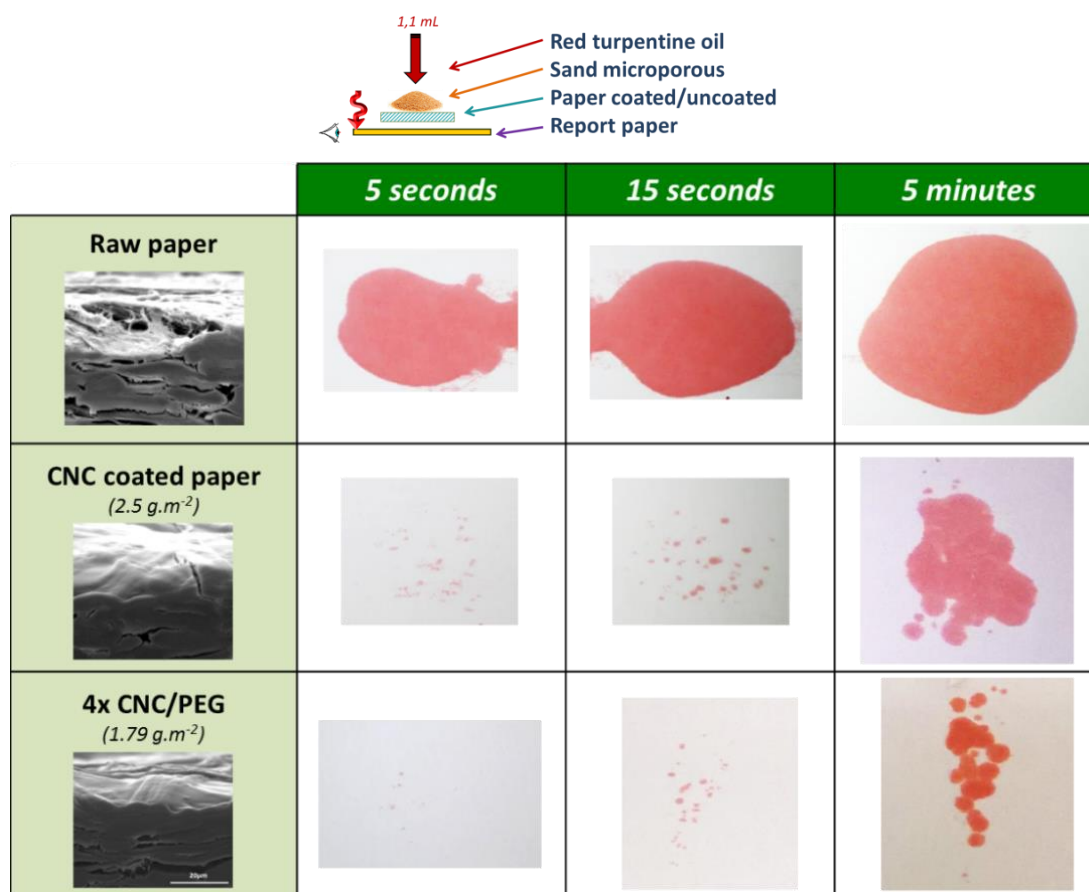 1,1 mL
Red turpentine oil
Sand microporous
Paper coated/uncoated
Report paper
5 seconds
15 seconds
5 minutes
Raw paper
CNC coated paper
(2.5 g.m⁻²)
4x CNC/PEG
(1.79 g.m⁻²)
20µm